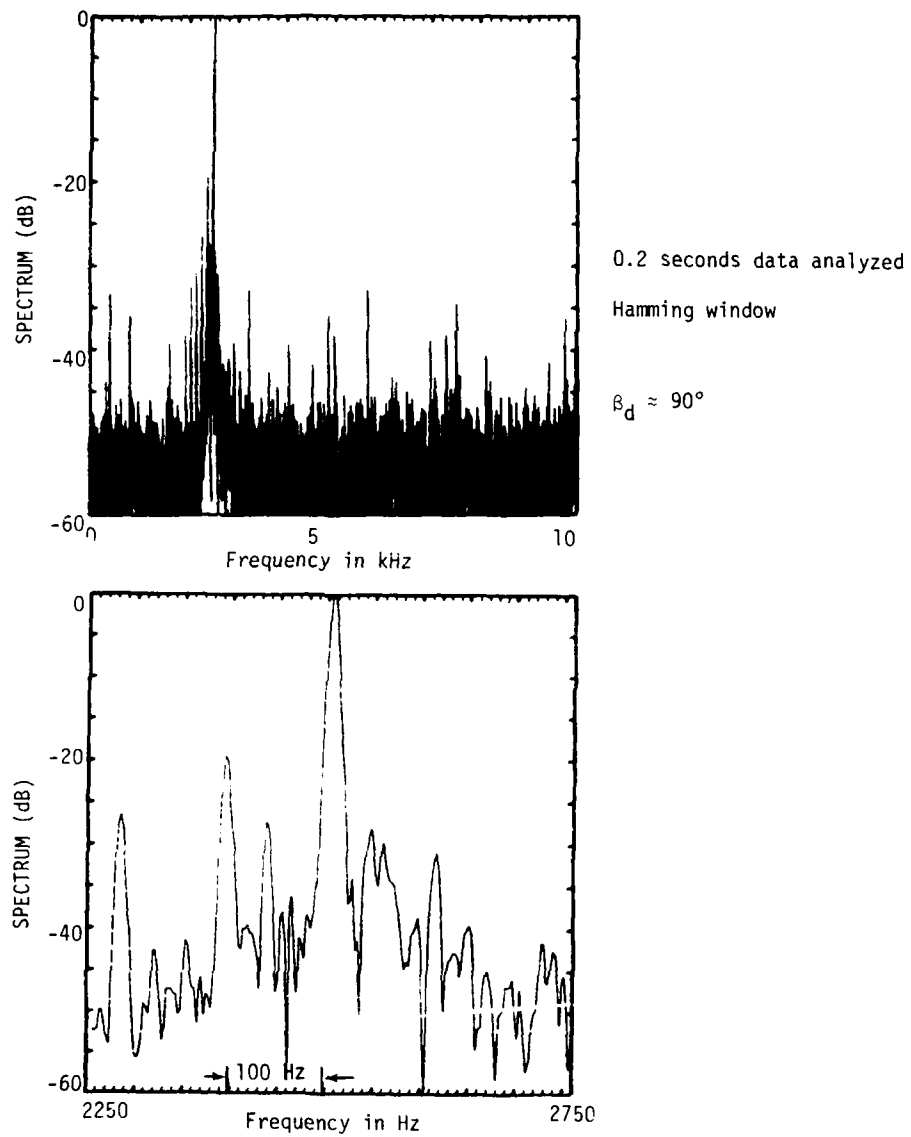 0
-20
-40
-60
SPECTRUM (dB)
0 5 10
Frequency in kHz
0.2 seconds data analyzed
Hamming window
βd ≈ 90°
0
-20
-40
-60
SPECTRUM (dB)
100 Hz
2250 2750
Frequency in Hz